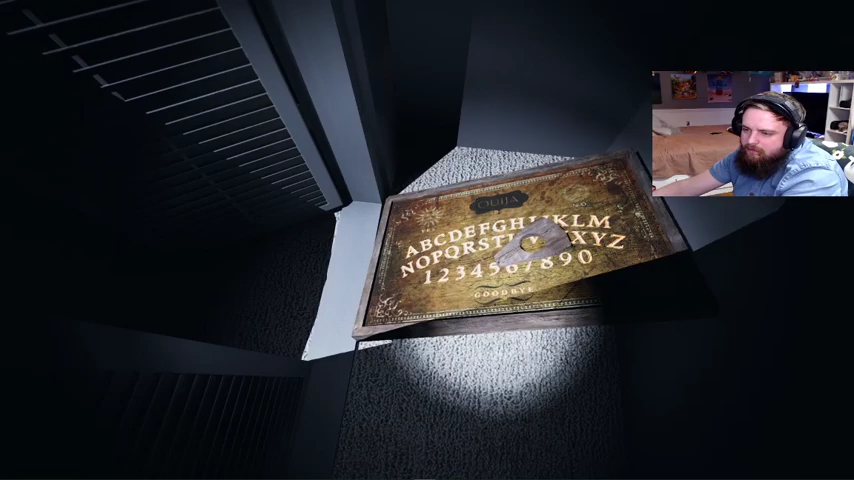 OUIJA
ABCDEFGHIJKLM
NOPQRST XYZ
1234567890
GOODBYE